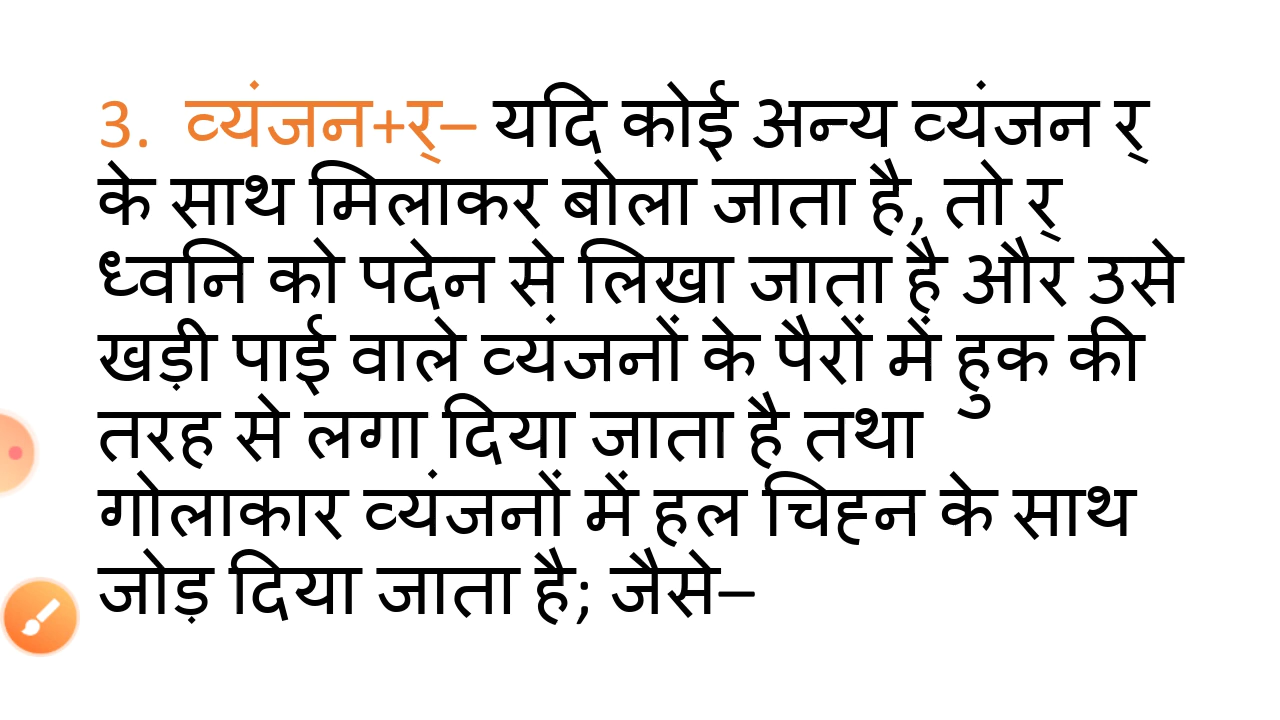 3. व्यंजन+र्– यदि कोई अन्य व्यंजन र्
के साथ मिलाकर बोला जाता है, तो र्
ध्वनि को पदेन से लिखा जाता है और उसे
खड़ी पाई वाले व्यंजनों के पैरों में हुक की
तरह से लगा दिया जाता है तथा
गोलाकार व्यंजनों में हल चिह्न के साथ
जोड़ दिया जाता है; जैसे–